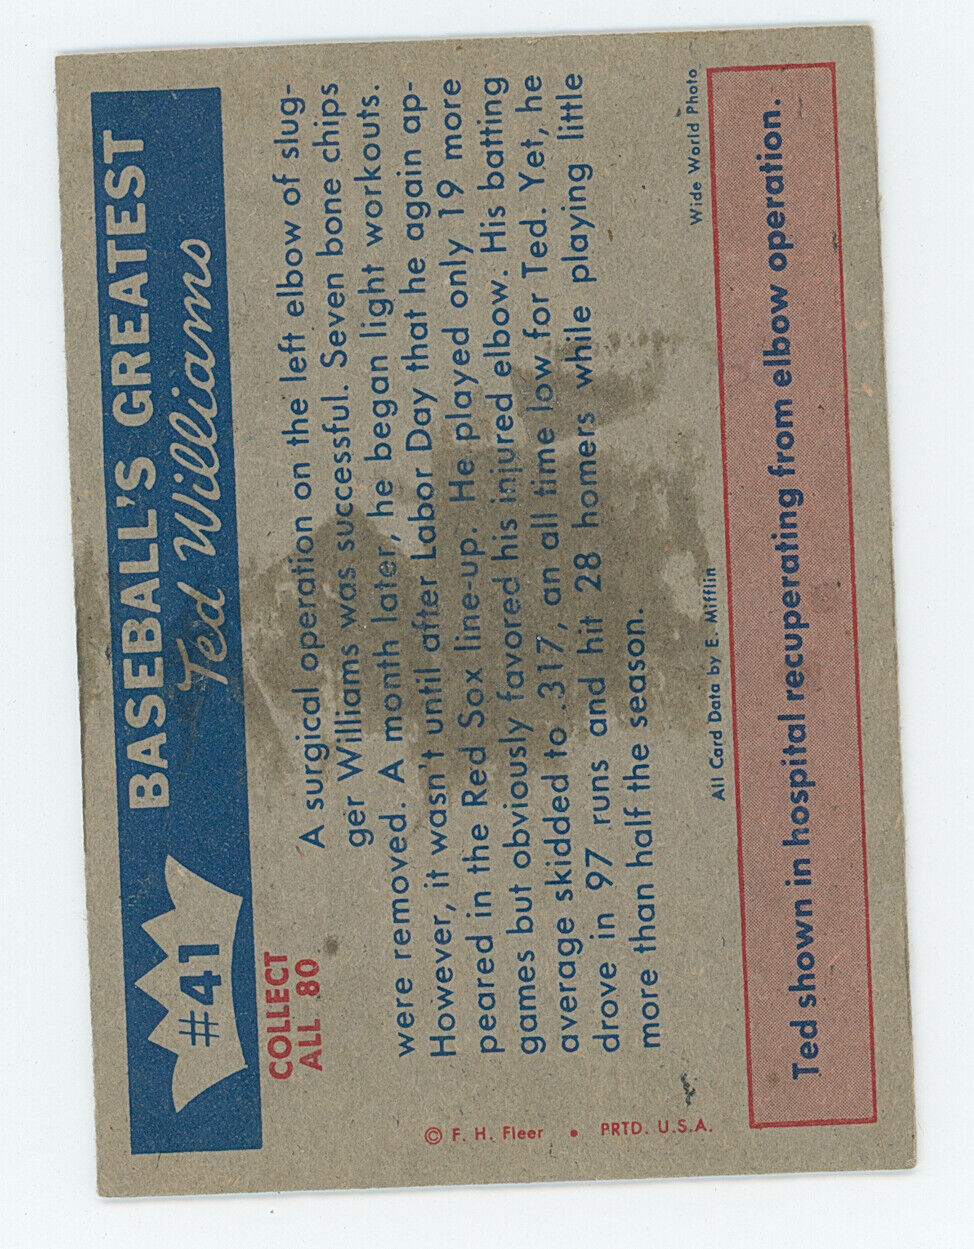 #41
BASEBALL'S GREATEST
Ted Williams
COLLECT
ALL 80
A surgical operation on the left elbow of slug-
ger Williams was successful. Seven bone chips
were removed. A month later, he began light workouts.
However, it wasn't until after Labor Day that he again ap-
peared in the Red Sox line-up. He played only 19 more
games but obviously favored his injured elbow. His batting
average skidded to .317, an all time low for Ted. Yet, he
drove in 97 runs and hit 28 homers while playing little
more than half the season.
© F. H. Fleer • PRTD. U.S.A.
All Card Data by E. Mifflin
Wide World Photo
Ted shown in hospital recuperating from elbow operation.